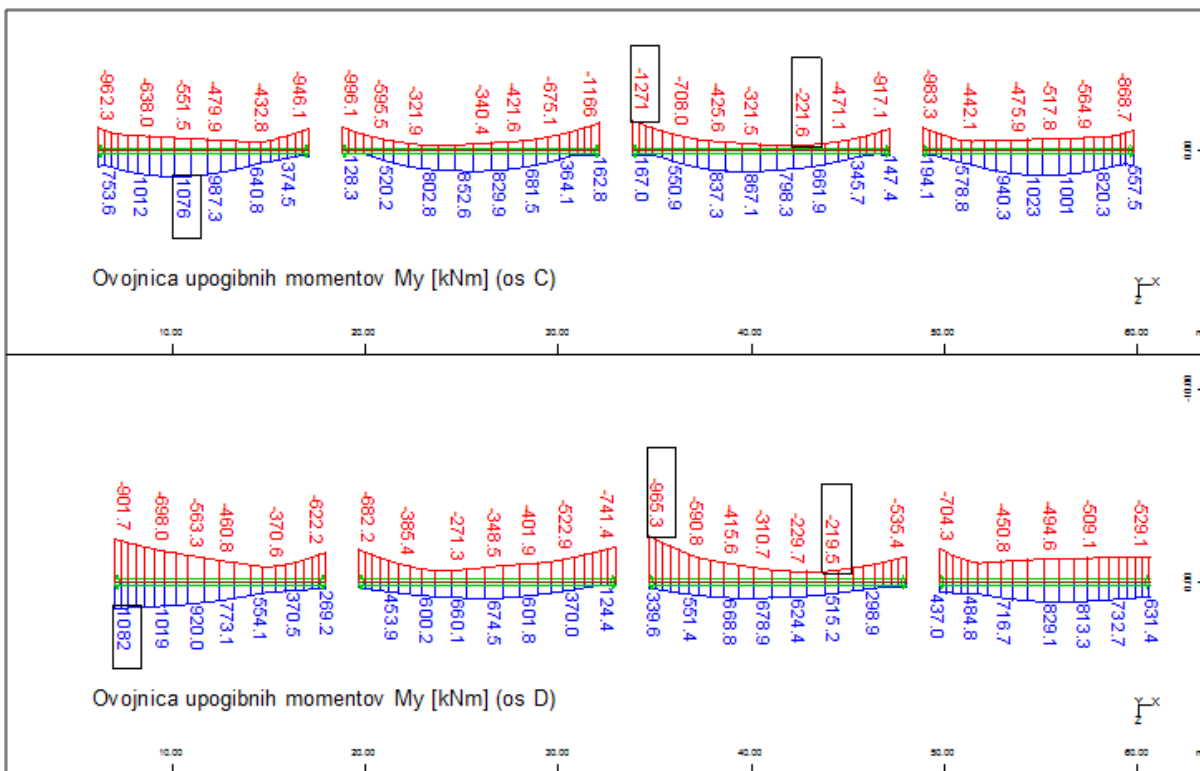 -962.3 -638.0 -551.5 -479.9 -432.8 -946.1 -996.1 -595.5 -321.9 -340.4 -421.6 -675.1 -1166 -1271 -708.0 -425.6 -321.5 -221.6 -471.1 -917.1 -983.3 -442.1 -475.9 -517.8 -564.9 -868.7
753.6 1012 1076 987.3 640.8 374.5 128.3 520.2 802.8 852.6 829.9 681.5 364.1 162.8 167.0 560.9 837.3 867.1 798.3 661.9 345.7 147.4 194.1 578.8 940.3 1023 1001 820.3 557.5
Ovojnica upogibnih momentov My [kNm] (os C)
Y X
Z
10.00 20.00 30.00 40.00 50.00 60.00
-901.7 -698.0 -563.3 -460.8 -370.6 -622.2 -682.2 -385.4 -271.3 -348.5 -401.9 -522.9 -741.4 -965.3 -590.8 -415.6 -310.7 -229.7 -219.5 -535.4 -704.3 -450.8 -494.6 -509.1 -529.1
1082 1019 920.0 773.1 554.1 370.5 269.2 453.9 600.2 660.1 674.5 601.8 370.0 124.4 339.6 551.4 668.8 678.9 624.4 515.2 298.9 437.0 484.8 716.7 829.1 813.3 732.7 631.4
Ovojnica upogibnih momentov My [kNm] (os D)
Y X
Z
10.00 20.00 30.00 40.00 50.00 60.00